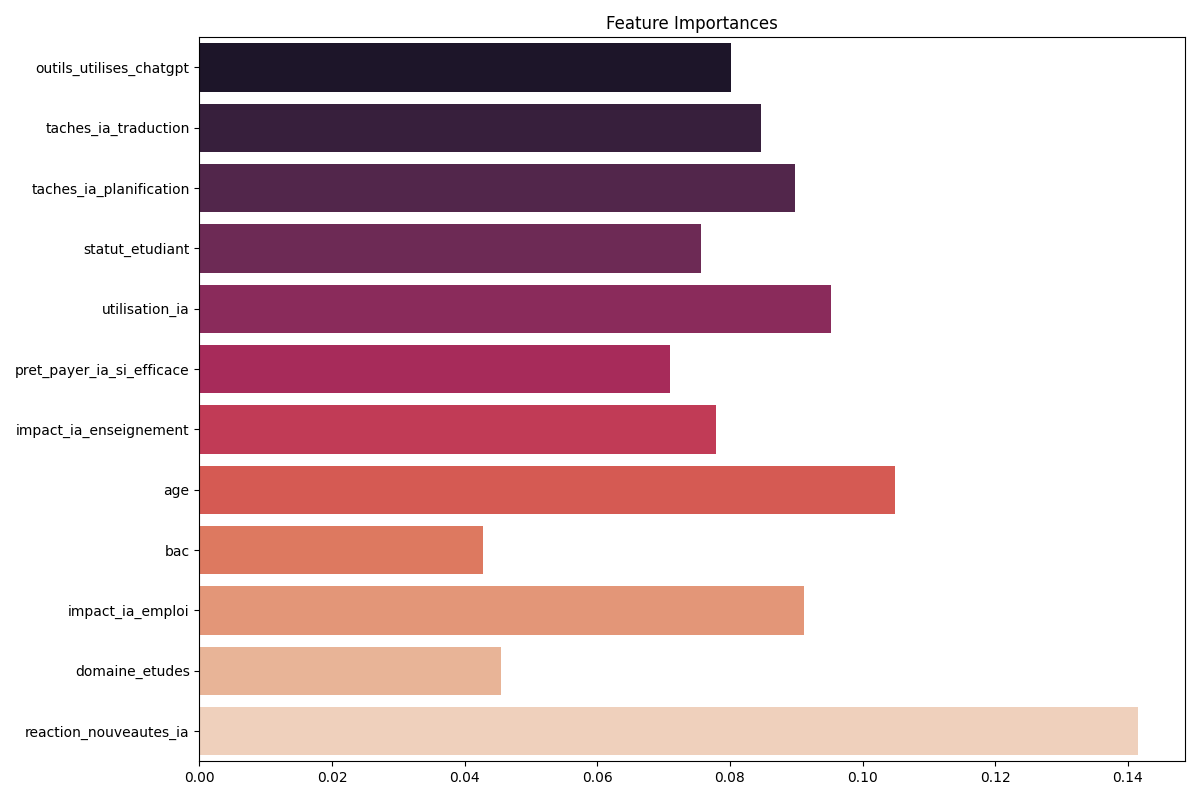 Feature Importances
outils_utilises_chatgpt
taches_ia_traduction
taches_ia_planification
statut_etudiant
utilisation_ia
pret_payer_ia_si_efficace
impact_ia_enseignement
age
bac
impact_ia_emploi
domaine_etudes
reaction_nouveautes_ia
0.00 0.02 0.04 0.06 0.08 0.10 0.12 0.14